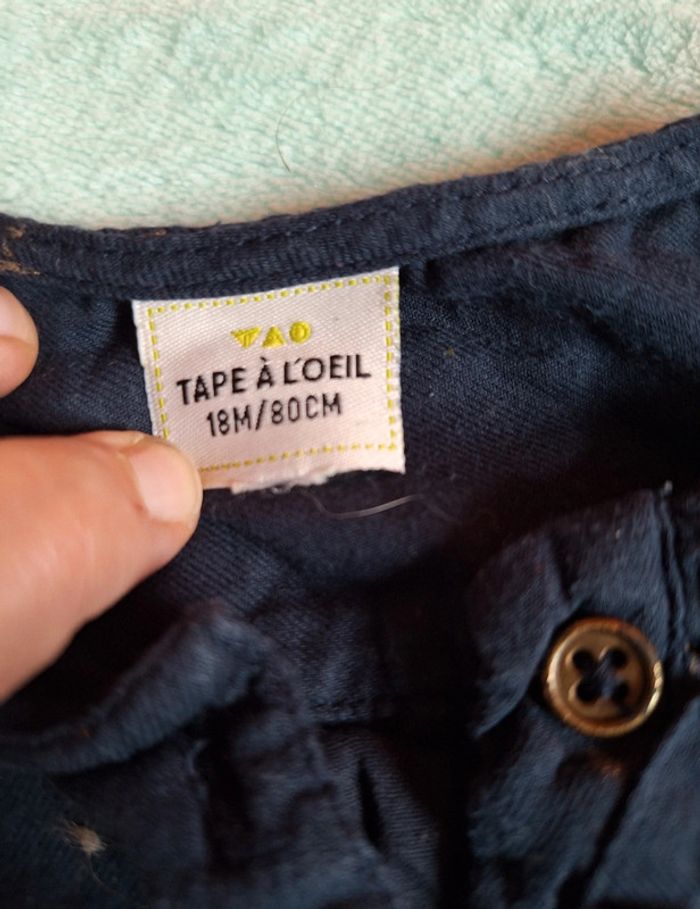 TAO
TAPE À L'OEIL
18M/80CM